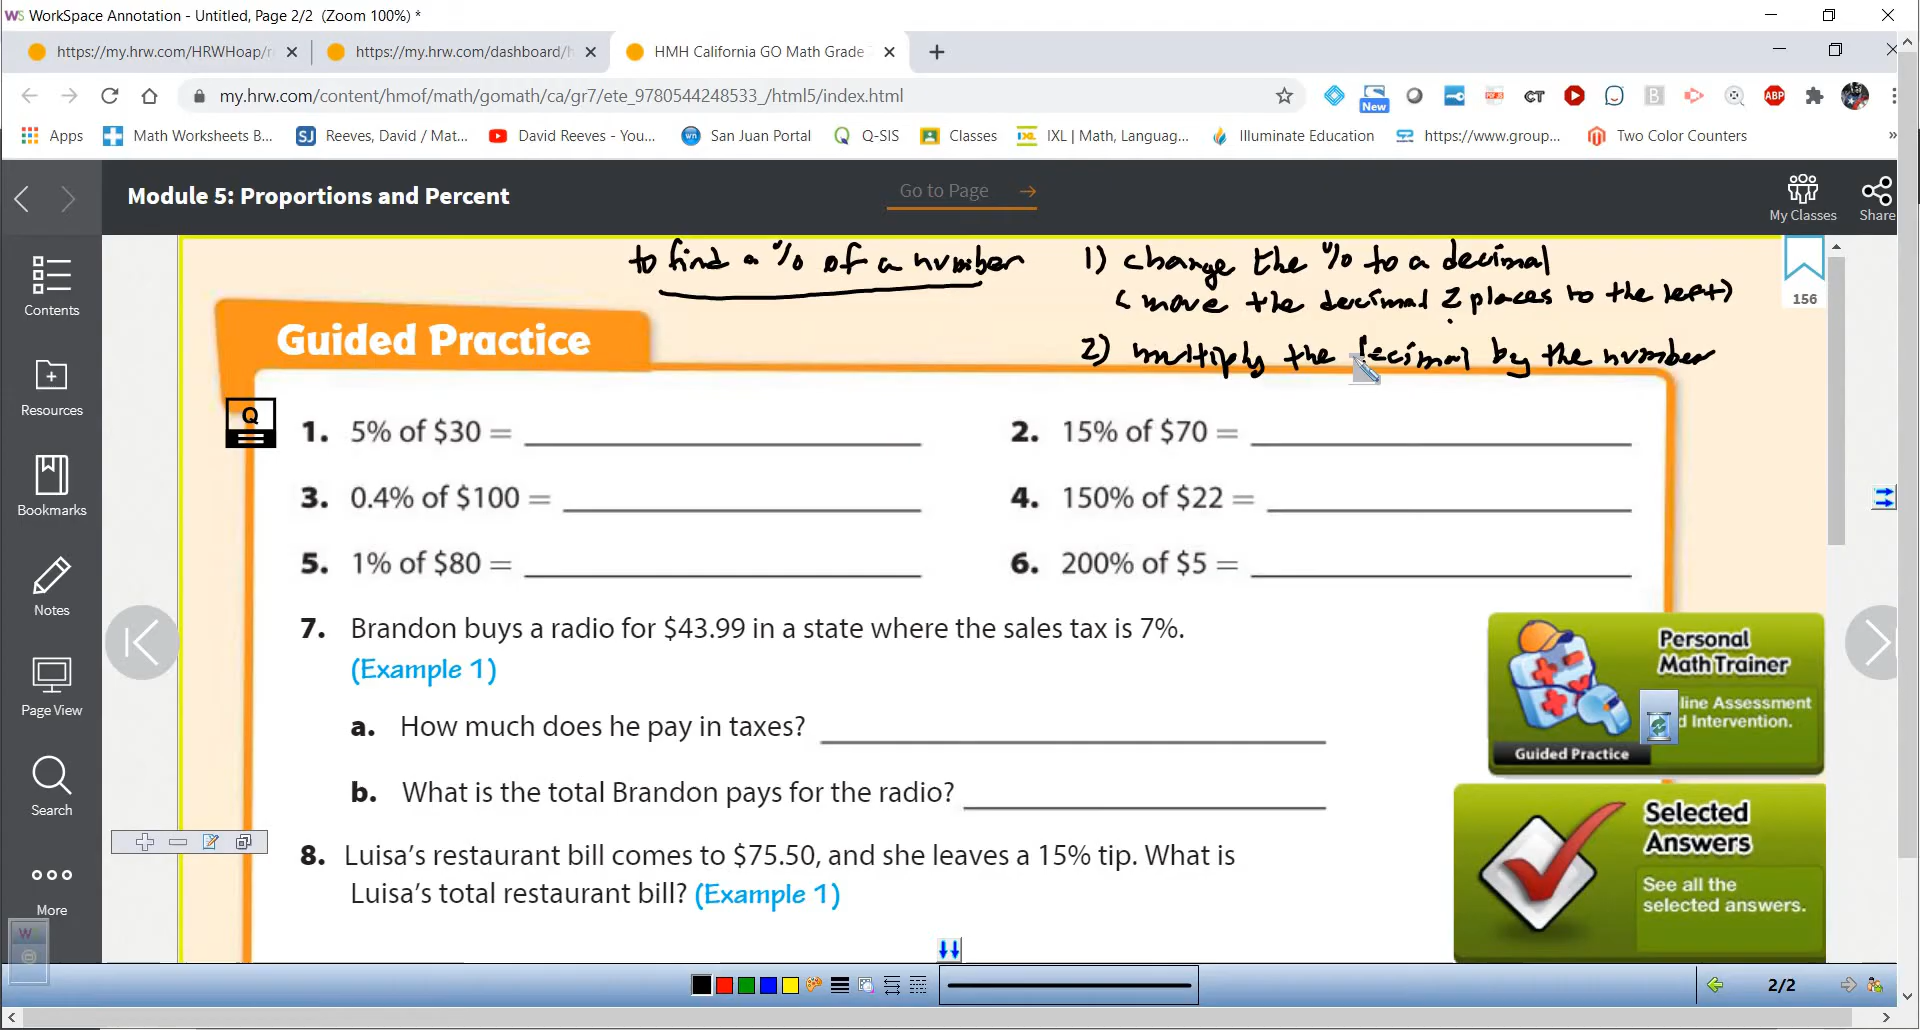 WorkSpace Annotation - Untitled, Page 2/2 (Zoom 100%) *
https://my.hrw.com/HRWHoap/
https://my.hrw.com/dashboard/
HMH California GO Math Grade
my.hrw.com/content/hmof/math/gomath/ca/gr7/ete_9780544248533_/html5/index.html
New
CT
ABP
Apps
Math Worksheets B...
SJ
Reeves, David / Mat...
David Reeves - You...
wn
San Juan Portal
Q-SIS
Classes
IXL
IXL | Math, Languag...
Illuminate Education
https://www.group...
Two Color Counters
Module 5: Proportions and Percent
Go to Page
My Classes
Share
Contents
Resources
Bookmarks
Notes
Page View
Search
More
156
to find a % of a number
1) change the % to a decimal
(move the decimal 2 places to the left)
2) multiply the decimal by the number
Guided Practice
Q
1. 5% of $30 =
2. 15% of $70 =
3. 0.4% of $100 =
4. 150% of $22 =
5. 1% of $80 =
6. 200% of $5 =
7. Brandon buys a radio for $43.99 in a state where the sales tax is 7%.
(Example 1)
a. How much does he pay in taxes?
b. What is the total Brandon pays for the radio?
8. Luisa's restaurant bill comes to $75.50, and she leaves a 15% tip. What is
Luisa's total restaurant bill? (Example 1)
Personal
Math Trainer
line Assessment
d Intervention.
Guided Practice
Selected
Answers
See all the
selected answers.
2/2